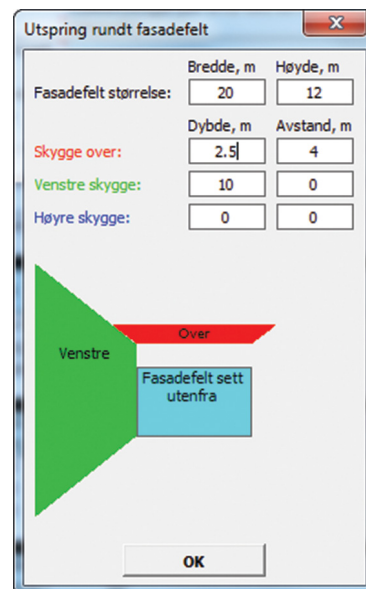 Utspring rundt fasadefelt
Bredde, m Høyde, m
Fasadefelt størrelse: 20 12
Dybde, m Avstand, m
Skygge over: 2.5 4
Venstre skygge: 10 0
Høyre skygge: 0 0
Over
Venstre
Fasadefelt sett
utenfra
OK